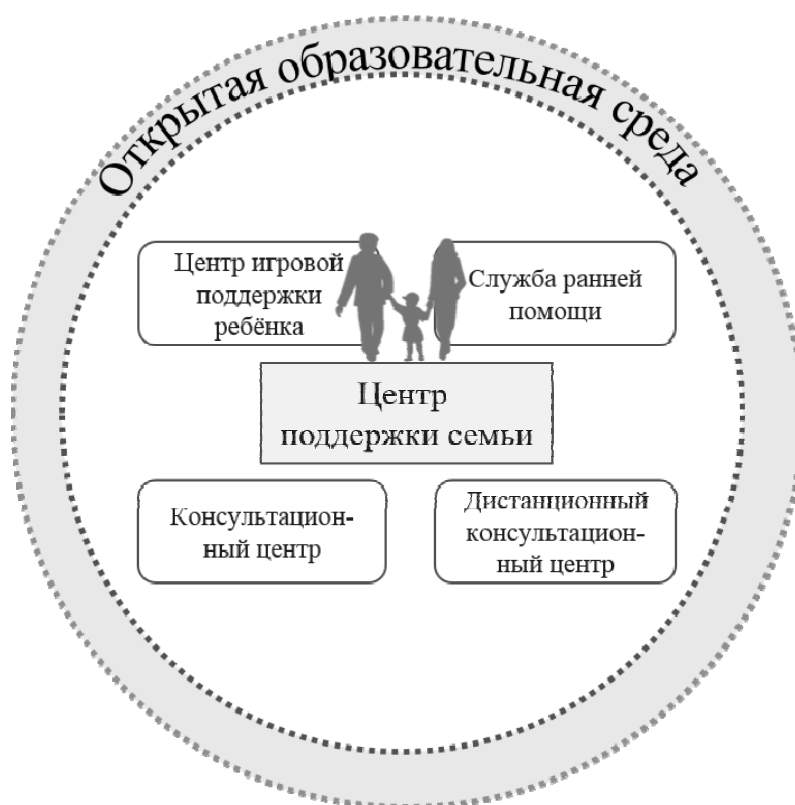 Открытая образовательная среда
Центр игровой
поддержки
ребёнка
Служба ранней
помощи
Центр
поддержки семьи
Консультацион-
ный центр
Дистанционный
консультацион-
ный центр